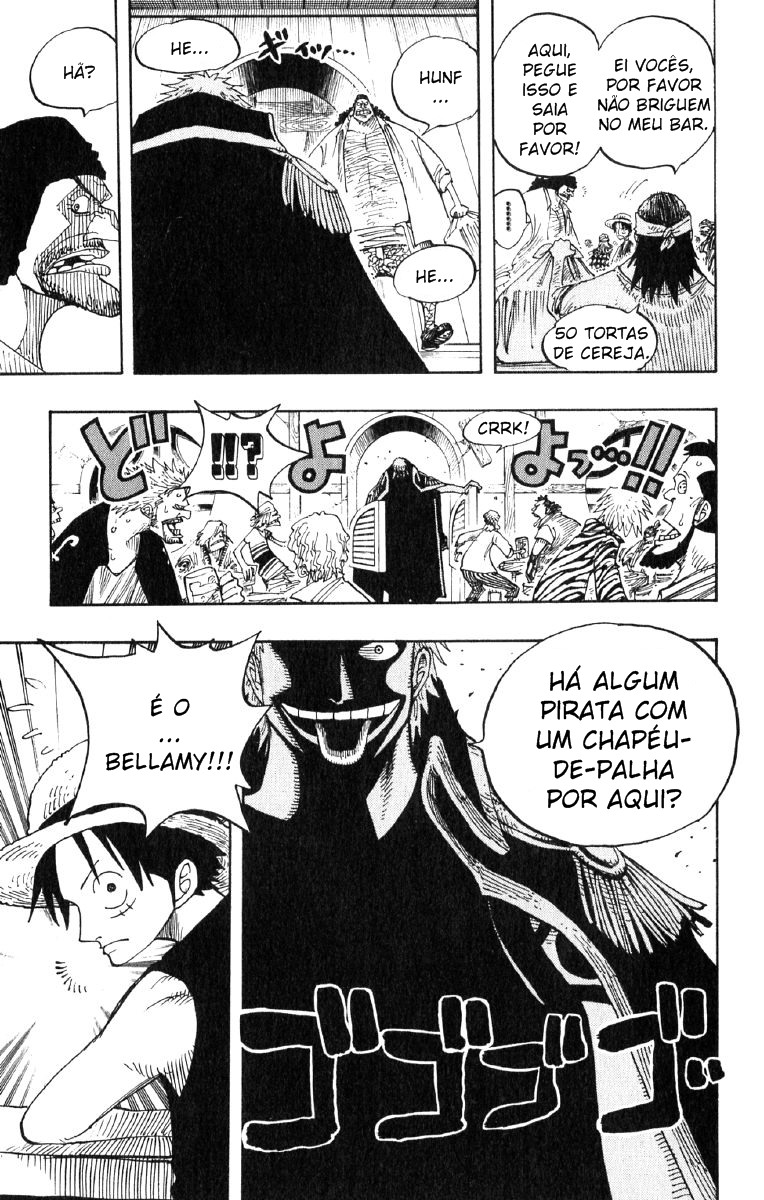 EI VOCÊS,
POR FAVOR
NÃO BRIGUEM
NO MEU BAR.
AQUI,
PEGUE
ISSO E
SAIA
POR
FAVOR!
.......
50 TORTAS
DE CEREJA.
ギィッ...
HUNF
...
HE...
HE...
HÃ?
どよよっ...!!
CRRK!
!!?
HÁ ALGUM
PIRATA COM
UM CHAPÉU-
DE-PALHA
POR AQUI?
É O
...
BELLAMY!!!
ゴゴゴゴ